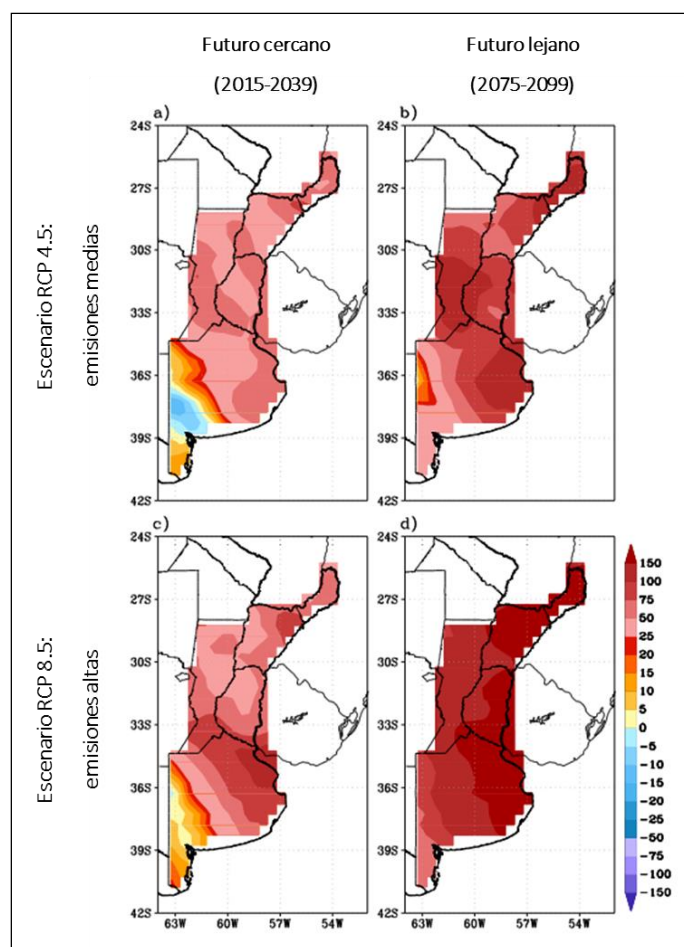 Futuro cercano
(2015-2039)
Futuro lejano
(2075-2099)
Escenario RCP 4.5:
emisiones medias
a)
24S
27S
30S
33S
36S
39S
42S
b)
24S
27S
30S
33S
36S
39S
42S
Escenario RCP 8.5:
emisiones altas
c)
24S
27S
30S
33S
36S
39S
42S
63W
60W
57W
54W
d)
24S
27S
30S
33S
36S
39S
42S
63W
60W
57W
54W
150
100
75
50
25
20
15
10
5
0
-5
-10
-15
-20
-25
-50
-75
-100
-150